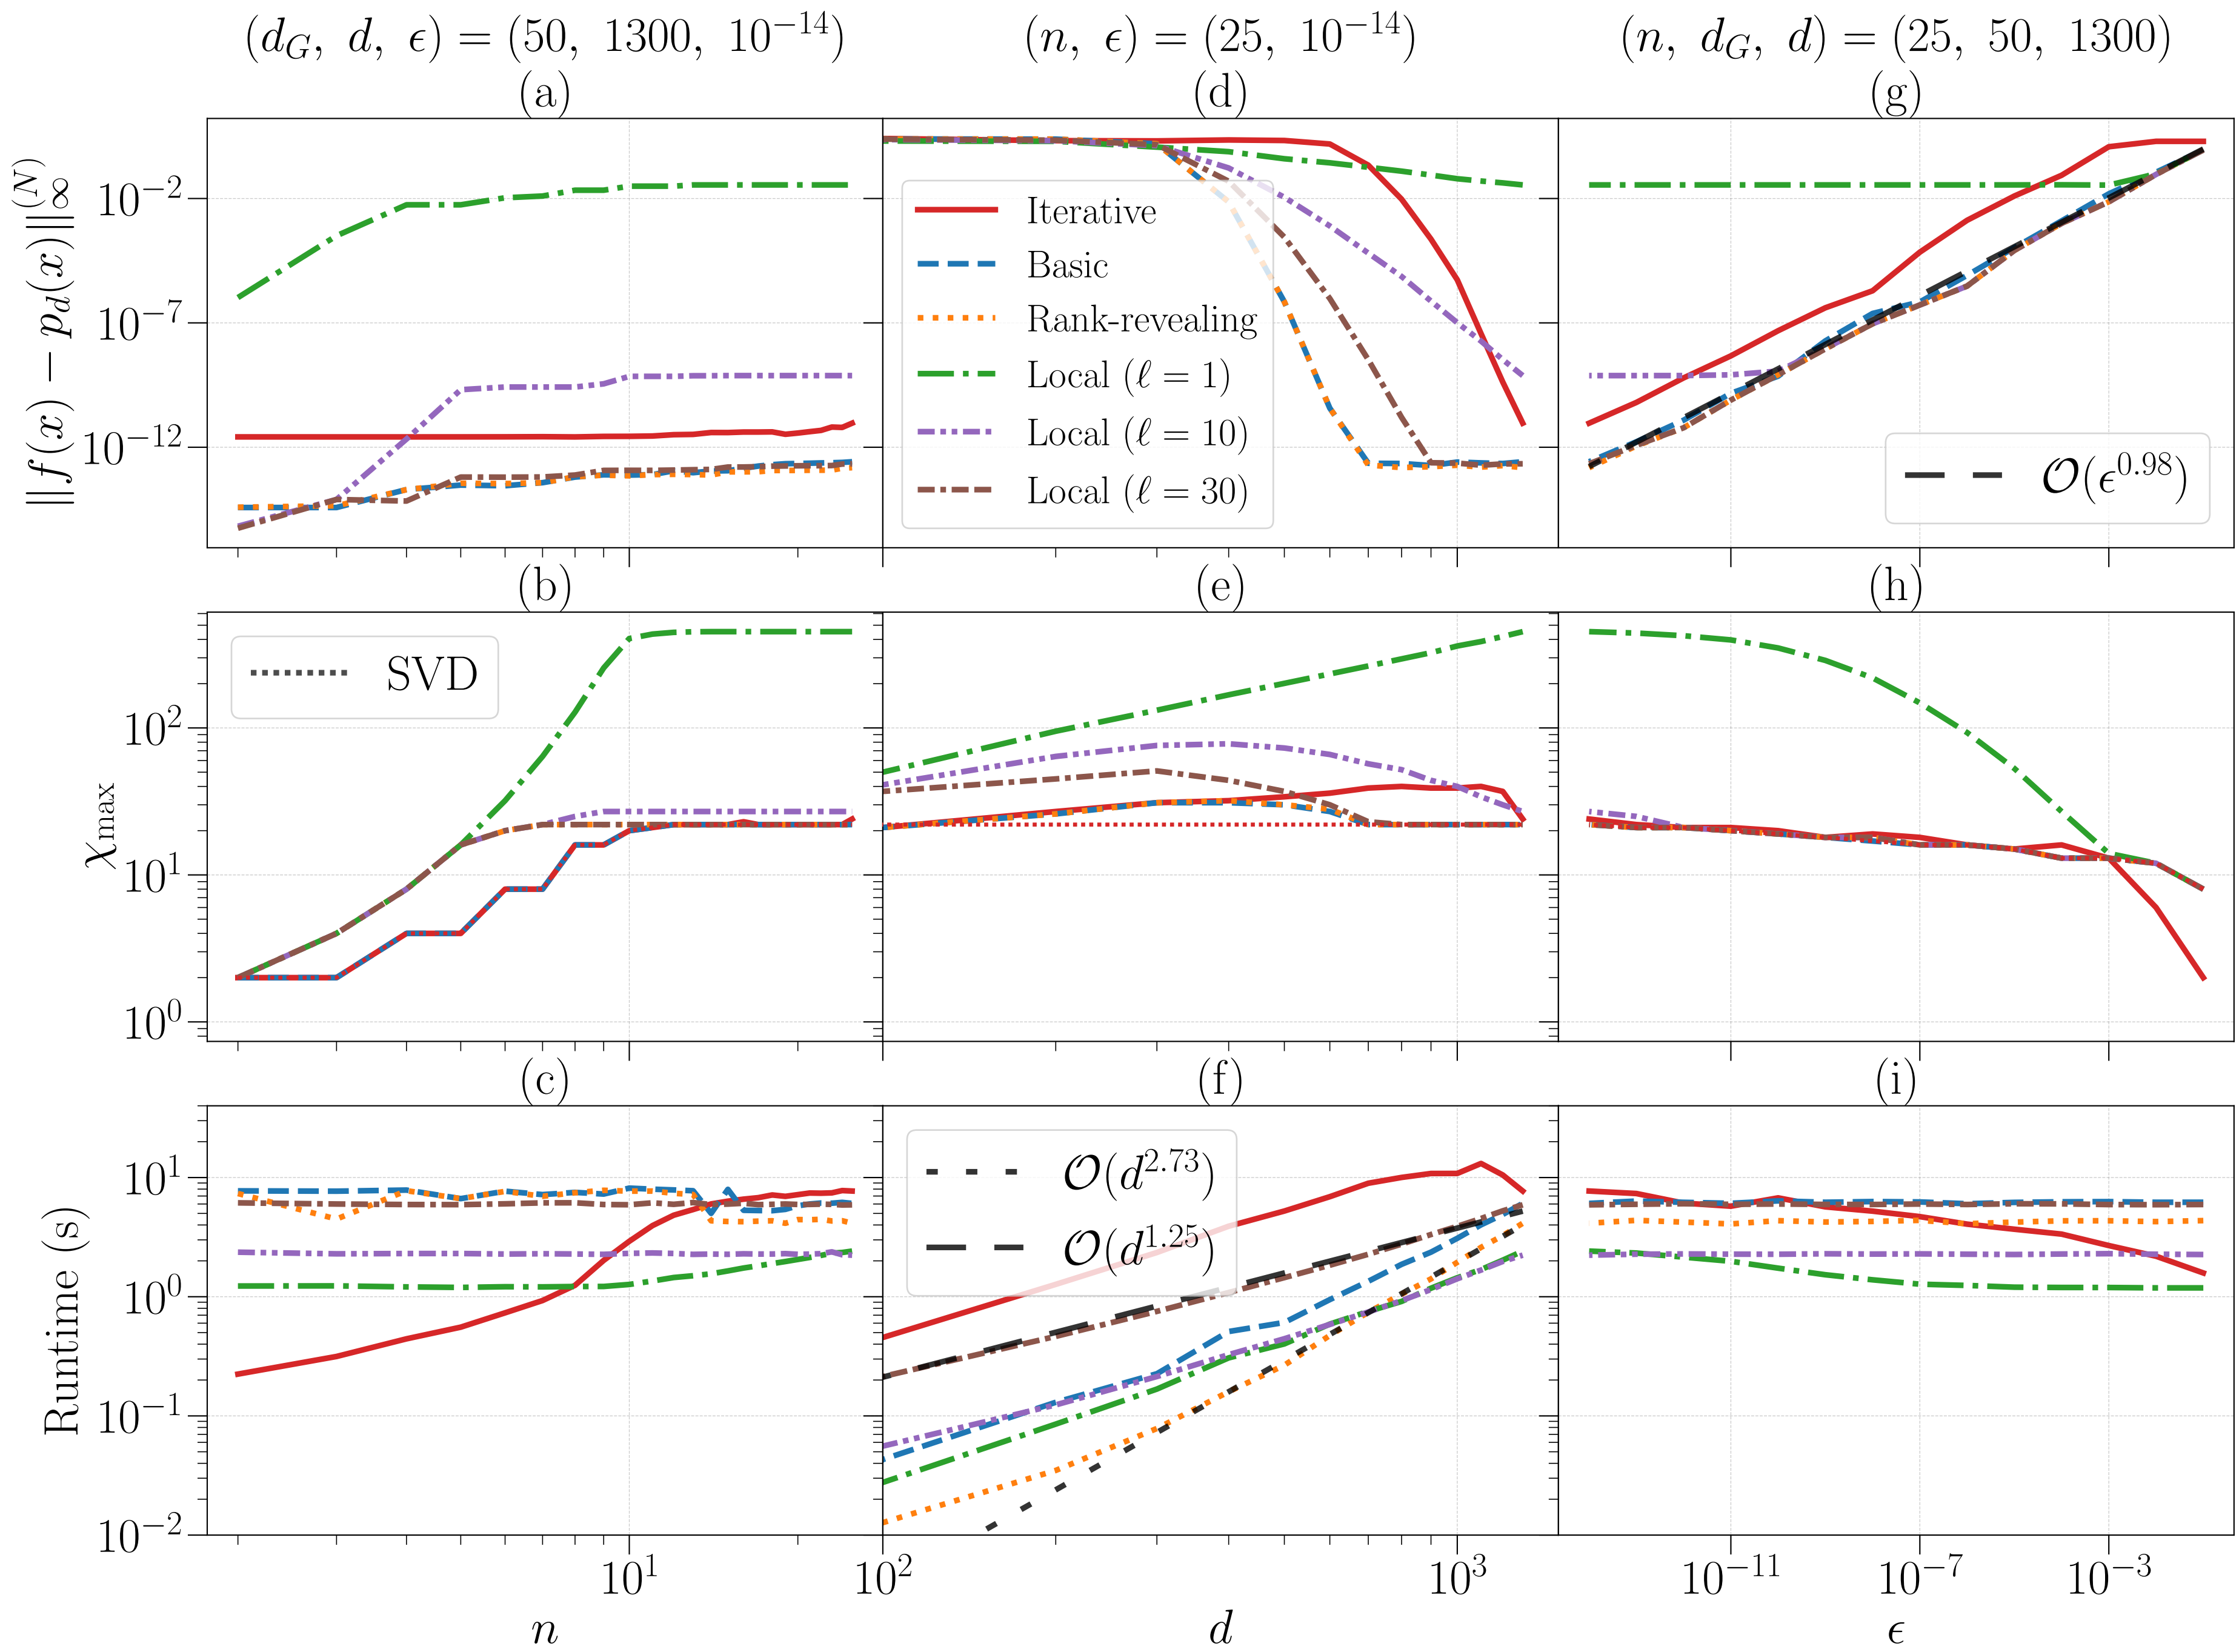 (d_G, d, ϵ) = (50, 1300, 10^{-14})
(n, ϵ) = (25, 10^{-14})
(n, d_G, d) = (25, 50, 1300)
(a)
(d)
(g)
‖f(x) − p_d(x)‖_∞^{(N)}
10^{-2}
10^{-7}
10^{-12}
Iterative
Basic
Rank-revealing
Local (ℓ = 1)
Local (ℓ = 10)
Local (ℓ = 30)
𝒪(ϵ^{0.98})
(b)
(e)
(h)
χ_max
10^2
10^1
10^0
SVD
(c)
(f)
(i)
Runtime (s)
10^1
10^0
10^{-1}
10^{-2}
𝒪(d^{2.73})
𝒪(d^{1.25})
10^1
10^2
10^3
10^{-11}
10^{-7}
10^{-3}
n
d
ϵ